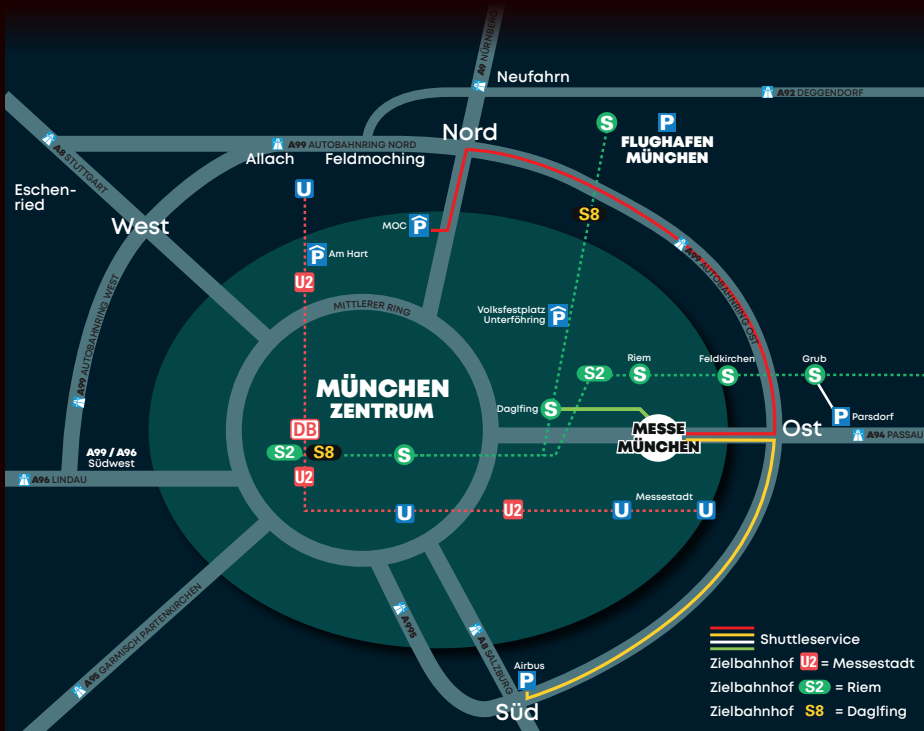 A9 NÜRNBERG
Neufahrn
A92 DEGGENDORF
S
P
FLUGHAFEN
MÜNCHEN
Nord
A99 AUTOBAHNRING NORD
Allach
Feldmoching
A8 STUTTGART
Eschen-
ried
U
West
S8
MOC
P
P
Am Hart
U2
A99 AUTOBAHNRING OST
A99 AUTOBAHNRING WEST
MITTLERER RING
Volksfestplatz
Unterföhring
P
Riem
Feldkirchen
Grub
S2
S
S
S
MÜNCHEN
ZENTRUM
Daglfing
S
P
Parsdorf
DB
MESSE
MÜNCHEN
Ost
A94 PASSAU
S2
S8
S
A99 / A96
Südwest
A96 LINDAU
U2
Messestadt
U
U2
U
U
A95 GARMISCH PARTENKIRCHEN
A995
A8 SALZBURG
Airbus
P
Süd
Shuttleservice
Zielbahnhof U2 = Messestadt
Zielbahnhof S2 = Riem
Zielbahnhof S8 = Daglfing